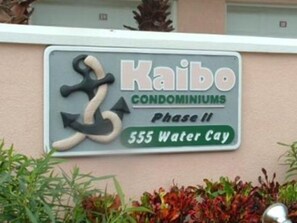 Kaibo
CONDOMINIUMS
Phase II
555 Water Cay